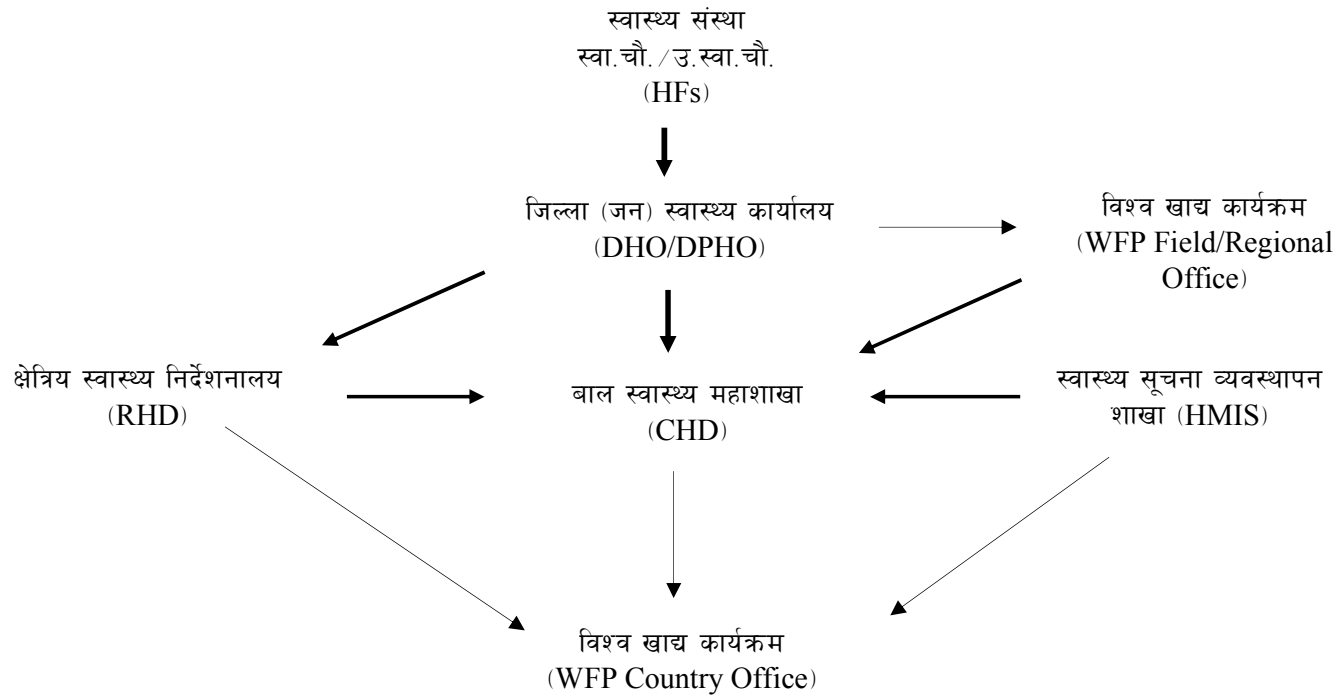 स्वास्थ्य संस्था
स्वा.चौ./उ.स्वा.चौ.
(HFs)
जिल्ला (जन) स्वास्थ्य कार्यालय
(DHO/DPHO)
विश्व खाद्य कार्यक्रम
(WFP Field/Regional
Office)
क्षेत्रिय स्वास्थ्य निर्देशनालय
(RHD)
बाल स्वास्थ्य महाशाखा
(CHD)
स्वास्थ्य सूचना व्यवस्थापन
शाखा (HMIS)
विश्व खाद्य कार्यक्रम
(WFP Country Office)